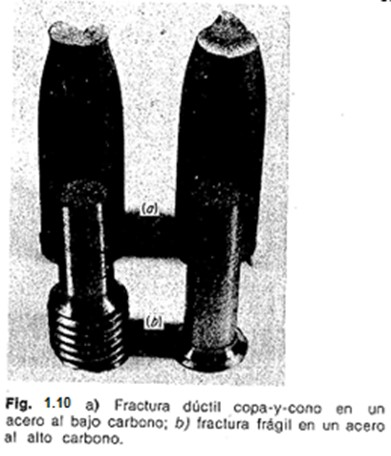 (a)
(b)
Fig. 1.10 a) Fractura dúctil copa-y-cono en un
acero al bajo carbono; b) fractura frágil en un acero
al alto carbono.